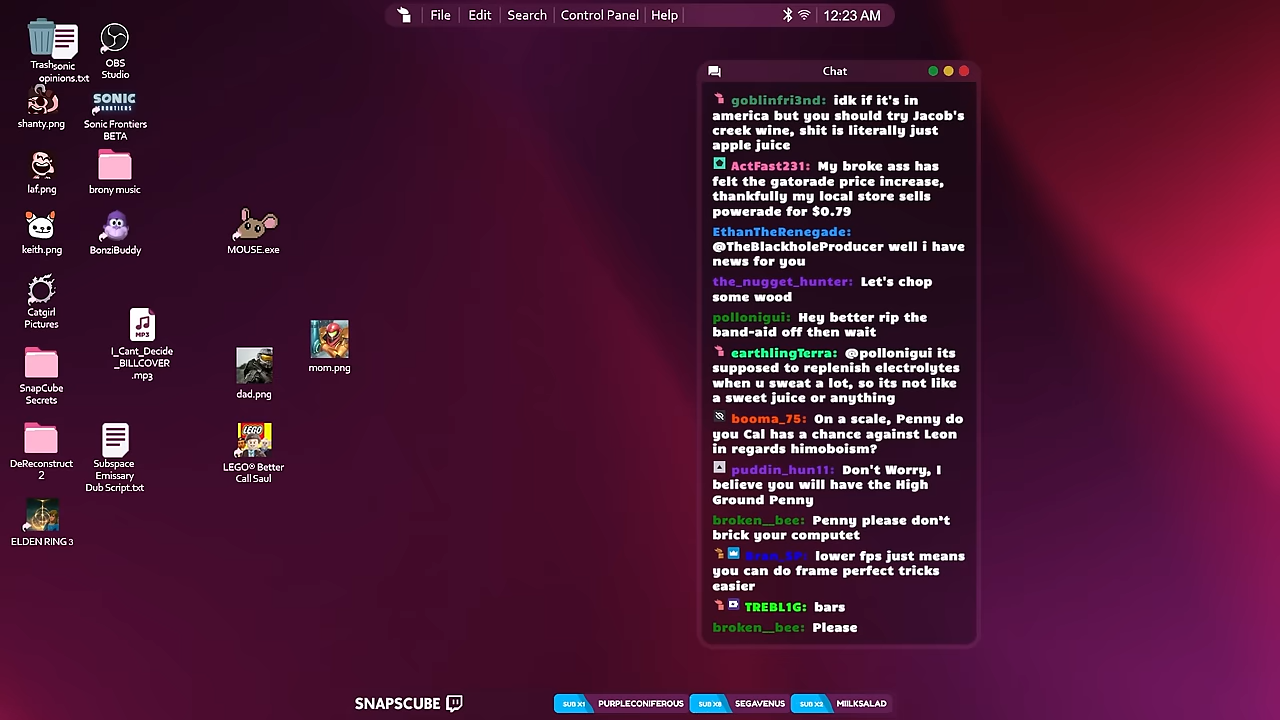 File
Edit
Search
Control Panel
Help
12:23 AM
Trash
sonic
opinions.txt
OBS
Studio
shanty.png
SONIC
FRONTIERS
Sonic Frontiers
BETA
laf.png
brony music
keith.png
BonziBuddy
MOUSE.exe
Catgirl
Pictures
MP3
I_Cant_Decide
_BILLCOVER
.mp3
mom.png
SnapCube
Secrets
dad.png
DeReconstruct
2
Subspace
Emissary
Dub Script.txt
LEGO
LEGO® Better
Call Saul
ELDEN RING 3
Chat
goblinfri3nd: idk if it's in
america but you should try Jacob's
creek wine, shit is literally just
apple juice
ActFast231: My broke ass has
felt the gatorade price increase,
thankfully my local store sells
powerade for $0.79
EthanTheRenegade:
@TheBlackholeProducer well i have
news for you
the_nugget_hunter: Let's chop
some wood
pollonigui: Hey better rip the
band-aid off then wait
earthlingTerra: @pollonigui its
supposed to replenish electrolytes
when u sweat a lot, so its not like
a sweet juice or anything
booma_75: On a scale, Penny do
you Cal has a chance against Leon
in regards himoboism?
puddin_hun11: Don't Worry, I
believe you will have the High
Ground Penny
broken__bee: Penny please don't
brick your computet
lower fps just means
you can do frame perfect tricks
easier
TREBL1G: bars
broken__bee: Please
SNAPSCUBE
SUB X1 PURPLECONIFEROUS
SUB X8 SEGAVENUS
SUB X2 MIILKSALAD